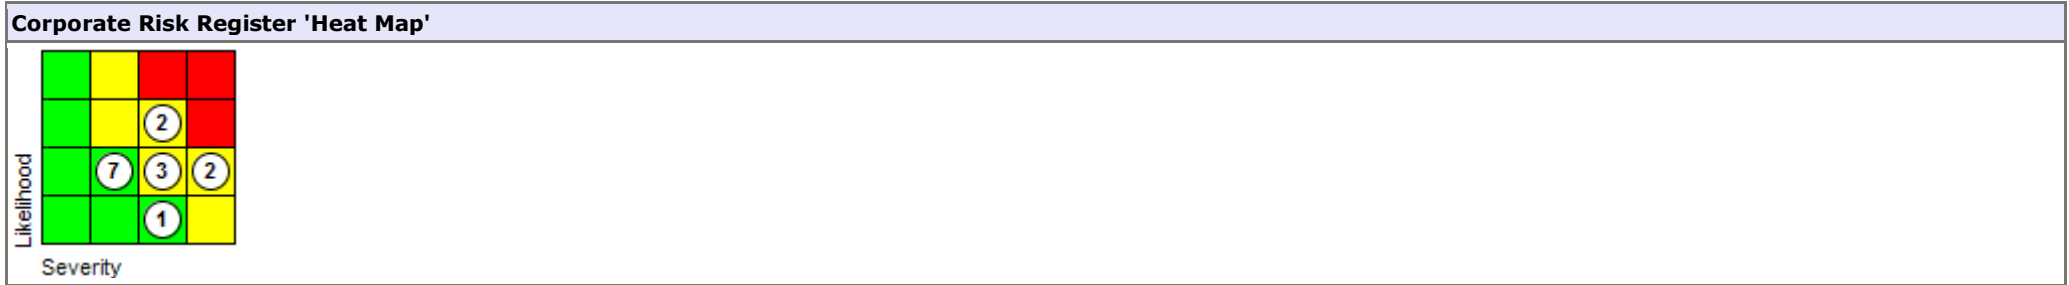 Corporate Risk Register 'Heat Map'
2
7 3 2
1
Likelihood
Severity